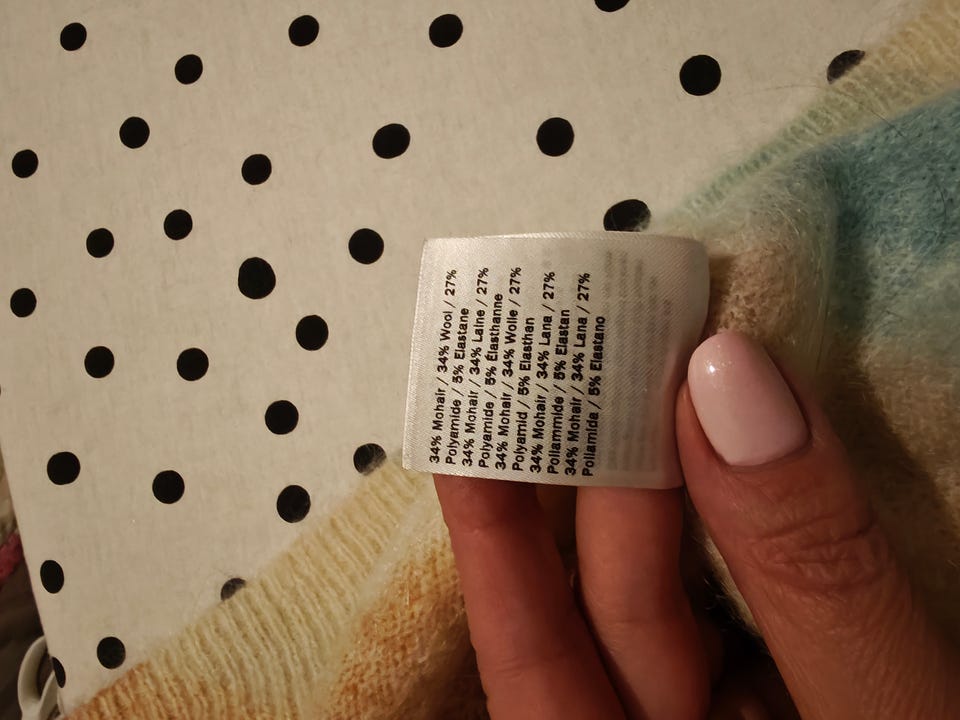 34% Mohair / 34% Wool / 27%
Polyamide / 5% Elastane
34% Mohair / 34% Laine / 27%
Polyamide / 5% Élasthanne
34% Mohair / 34% Wolle / 27%
Polyamid / 5% Elasthan
34% Mohair / 34% Lana / 27%
Poliammide / 5% Elastan
34% Mohair / 34% Lana / 27%
Poliamida / 5% Elastano